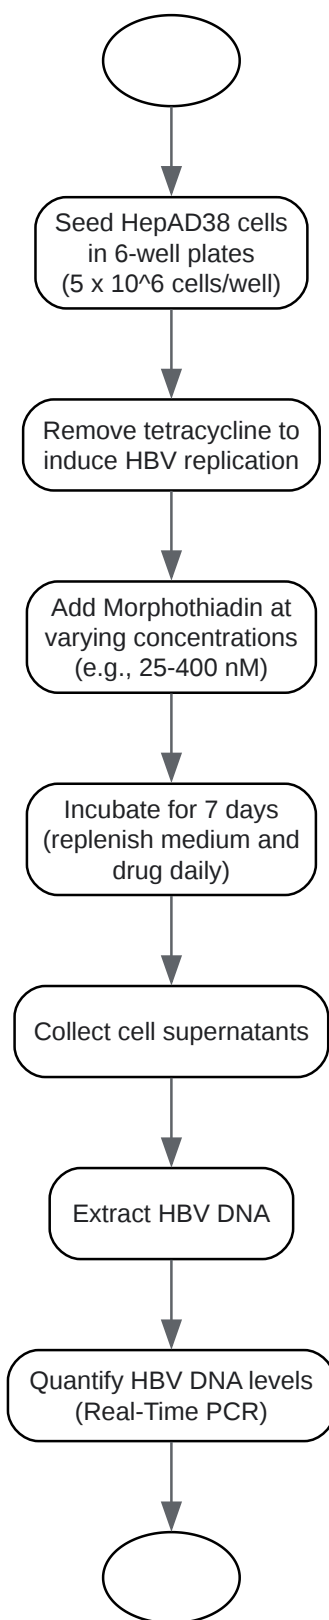 Seed HepAD38 cells
in 6-well plates
(5 x 10^6 cells/well)
Remove tetracycline to
induce HBV replication
Add Morphothiadin at
varying concentrations
(e.g., 25-400 nM)
Incubate for 7 days
(replenish medium and
drug daily)
Collect cell supernatants
Extract HBV DNA
Quantify HBV DNA levels
(Real-Time PCR)